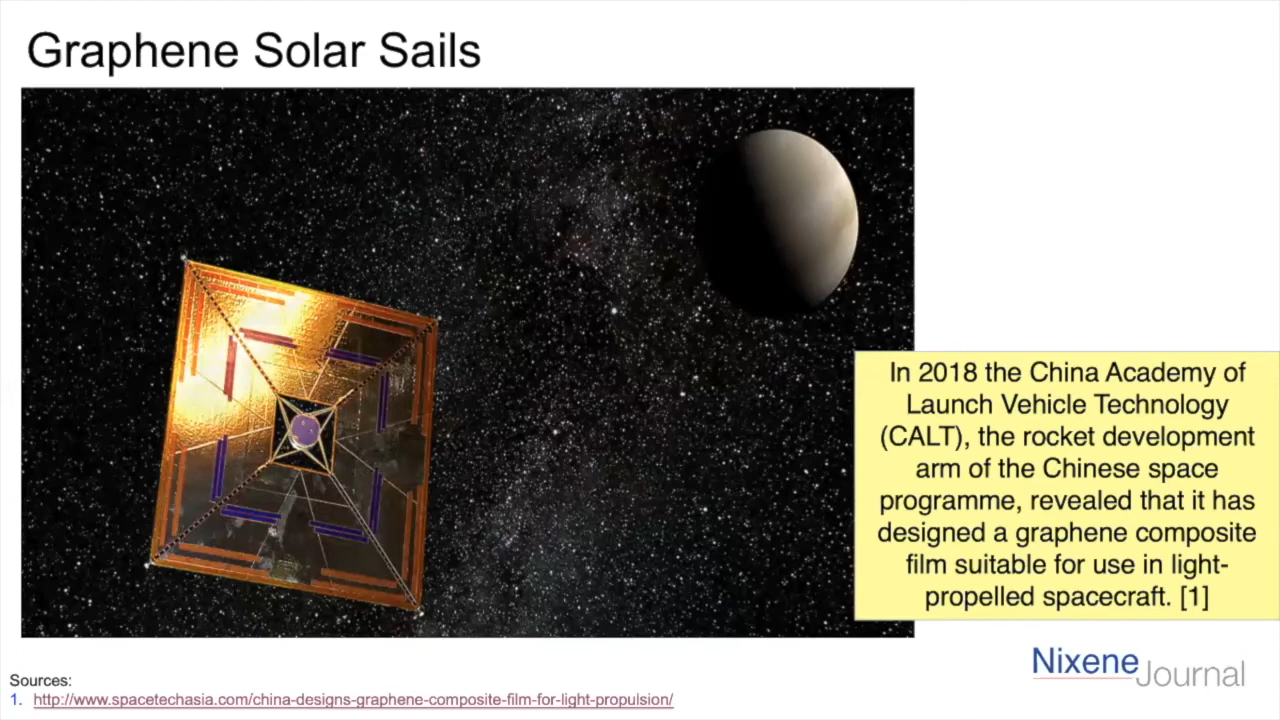 Graphene Solar Sails
In 2018 the China Academy of
Launch Vehicle Technology
(CALT), the rocket development
arm of the Chinese space
programme, revealed that it has
designed a graphene composite
film suitable for use in light-
propelled spacecraft. [1]
Nixene Journal
Sources:
1. http://www.spacetechasia.com/china-designs-graphene-composite-film-for-light-propulsion/